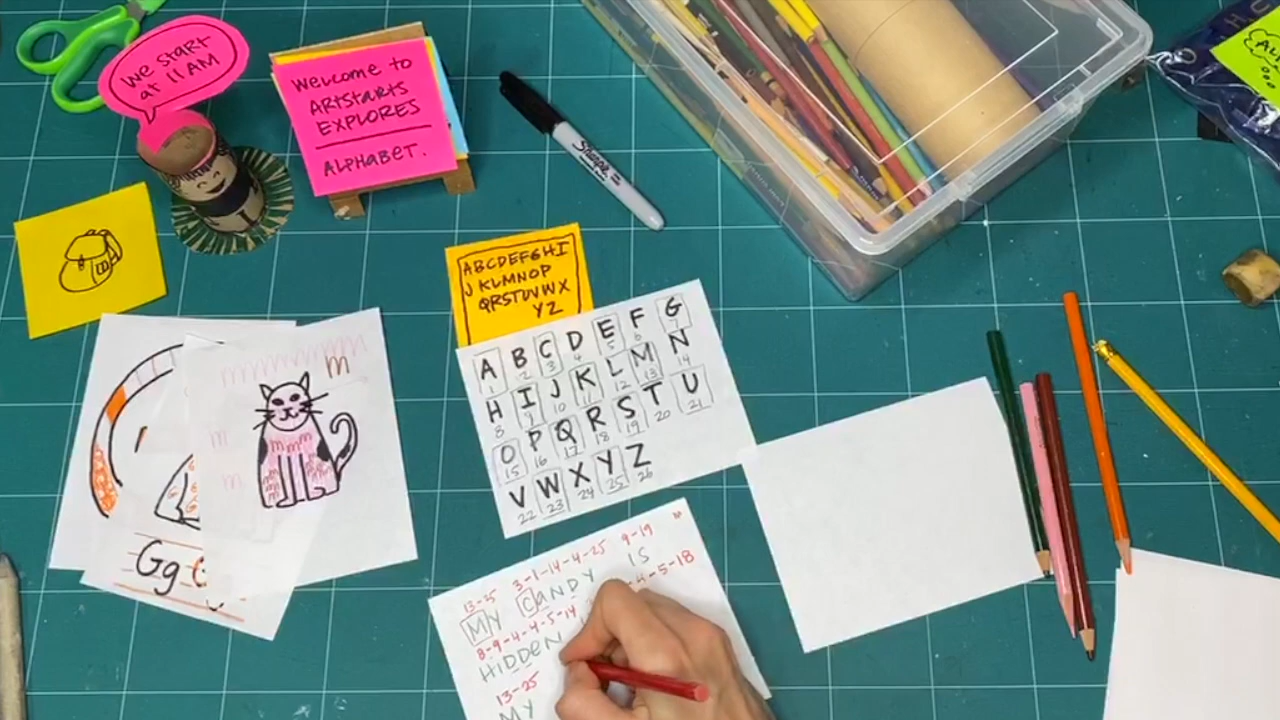 WE START
at 11 AM
Welcome to
ARTSTARTS
EXPLORES
ALPHABET.
Sharpie
ABCDEFGHI
JKLMNOP
QRSTUVWX
YZ
A B C D E F G
1 2 3 4 5 6 7
H I J K L M N
8 9 10 11 12 13 14
O P Q R S T U
15 16 17 18 19 20 21
V W X Y Z
22 23 24 25 26
m
m
m m m
Gg
13-25 3-1-14-4-25 9-19
MY CANDY IS
8-9-4-4-5-14 4-5-18
HIDDEN
13-25
MY